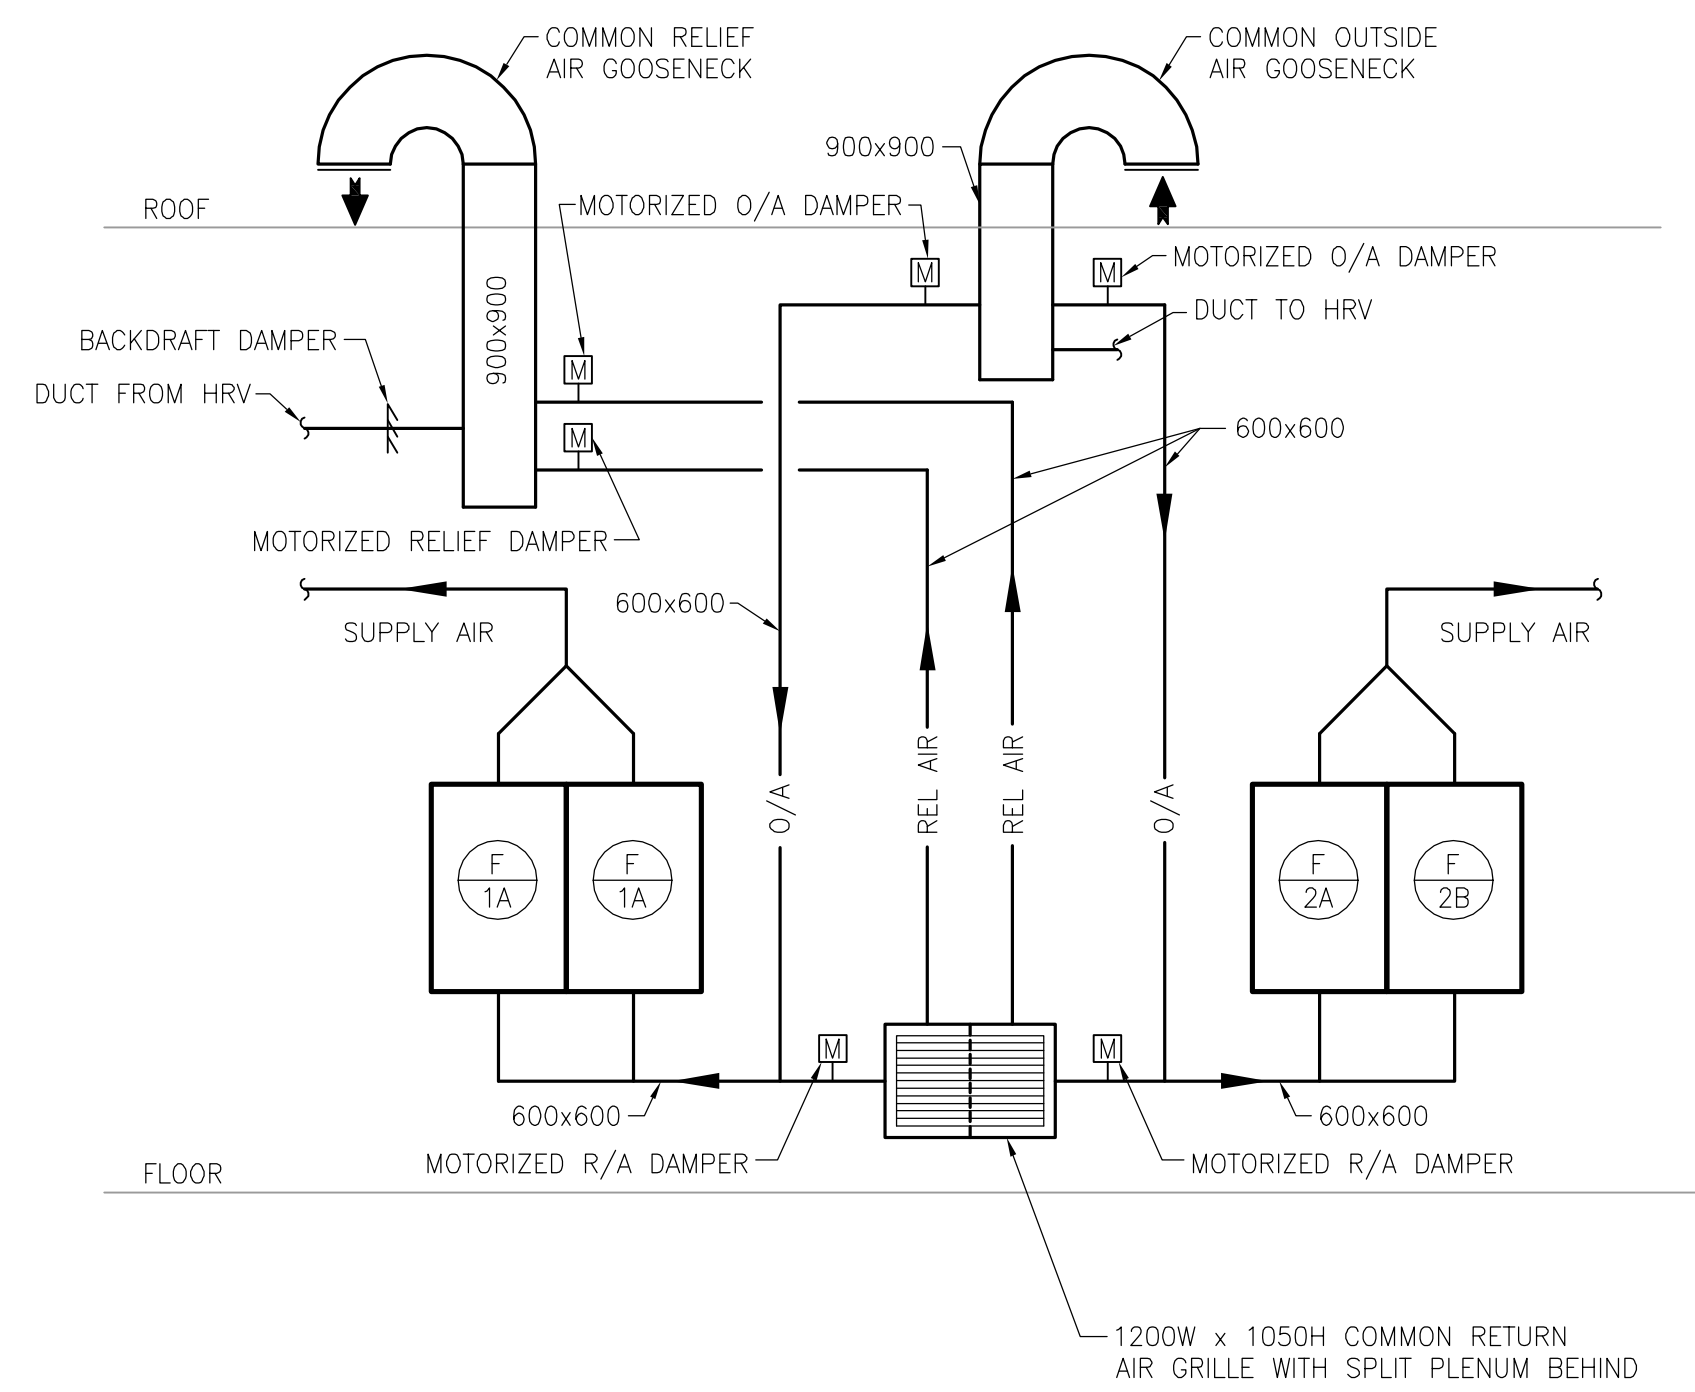 COMMON RELIEF
AIR GOOSENECK
COMMON OUTSIDE
AIR GOOSENECK
900x900
ROOF
MOTORIZED O/A DAMPER
M
M
MOTORIZED O/A DAMPER
900x900
DUCT TO HRV
BACKDRAFT DAMPER
M
DUCT FROM HRV
M
600x600
MOTORIZED RELIEF DAMPER
600x600
SUPPLY AIR
SUPPLY AIR
O/A
REL AIR
REL AIR
O/A
F
1A
F
1A
F
2A
F
2B
M
M
600x600
600x600
MOTORIZED R/A DAMPER
MOTORIZED R/A DAMPER
FLOOR
1200W x 1050H COMMON RETURN
AIR GRILLE WITH SPLIT PLENUM BEHIND